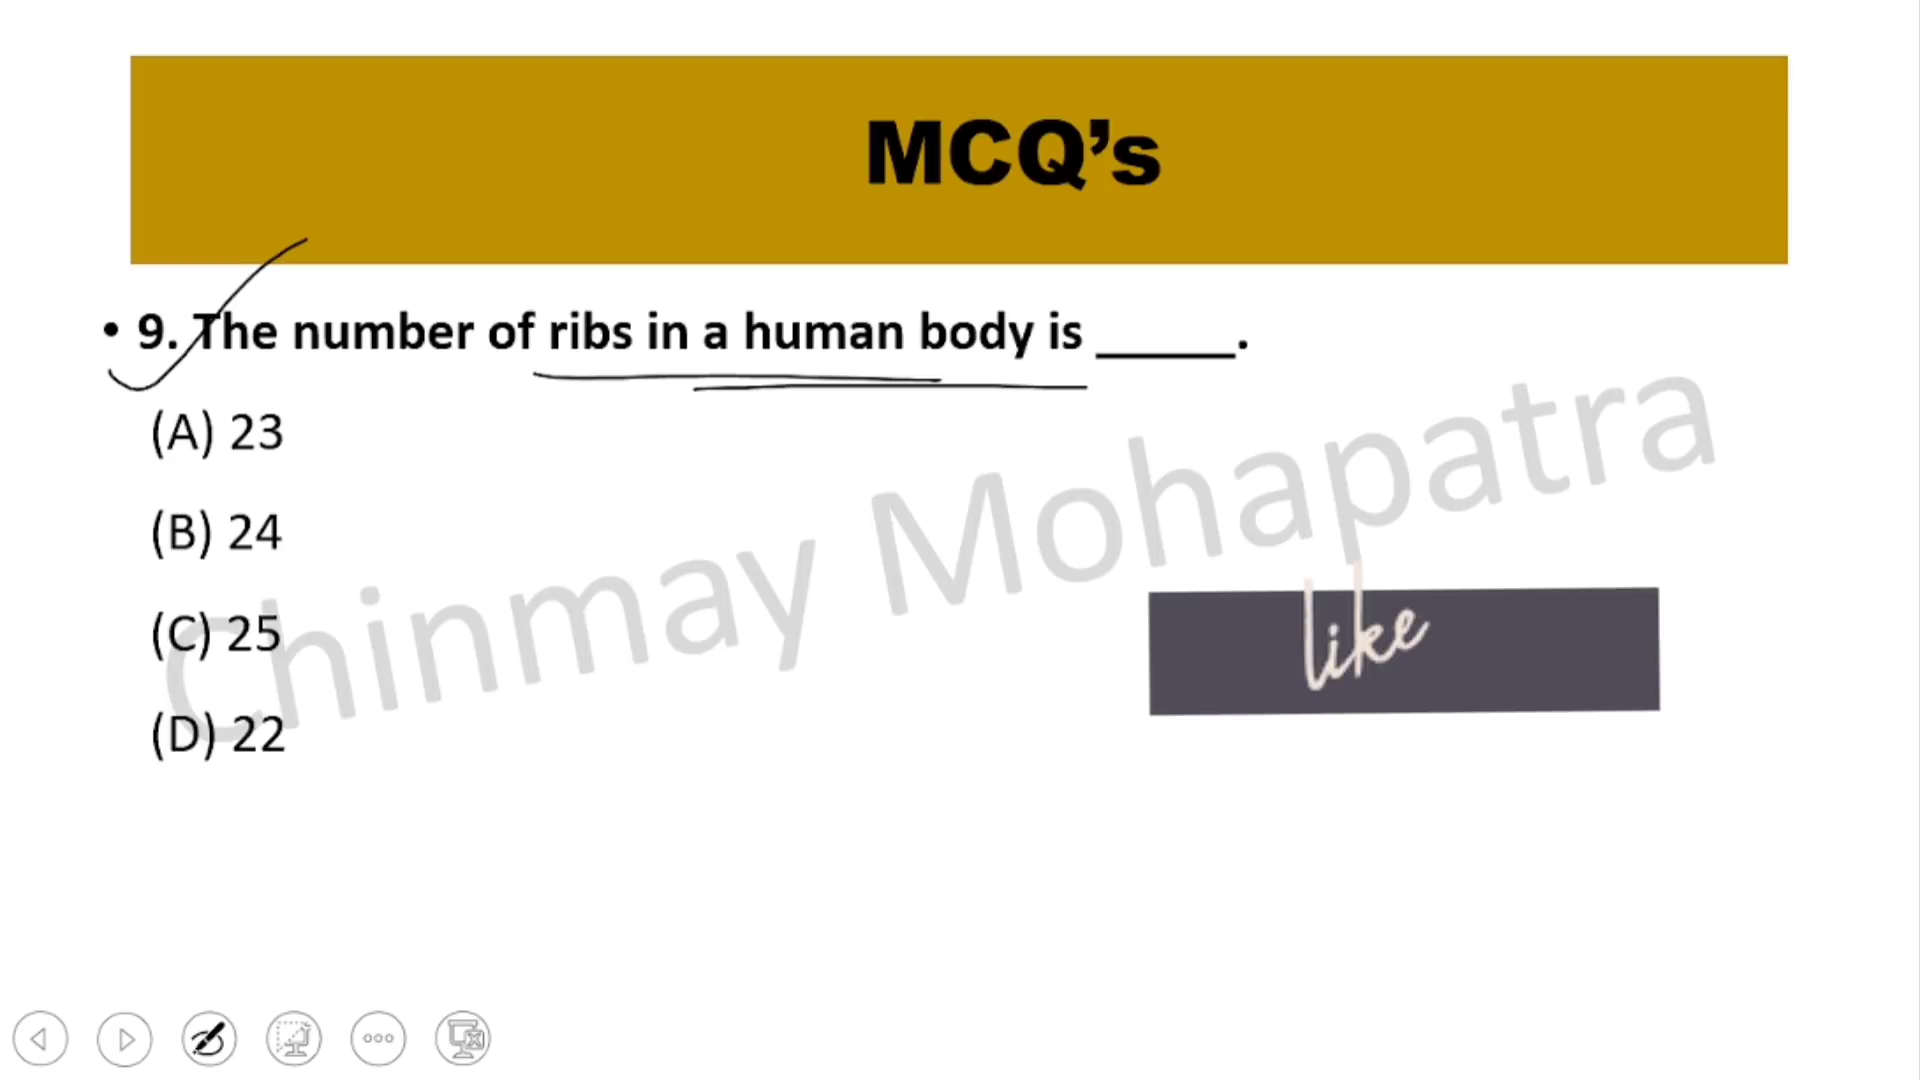 MCQ’s
• 9. The number of ribs in a human body is ______.
(A) 23
(B) 24
(C) 25
(D) 22
Chinmay Mohapatra
like